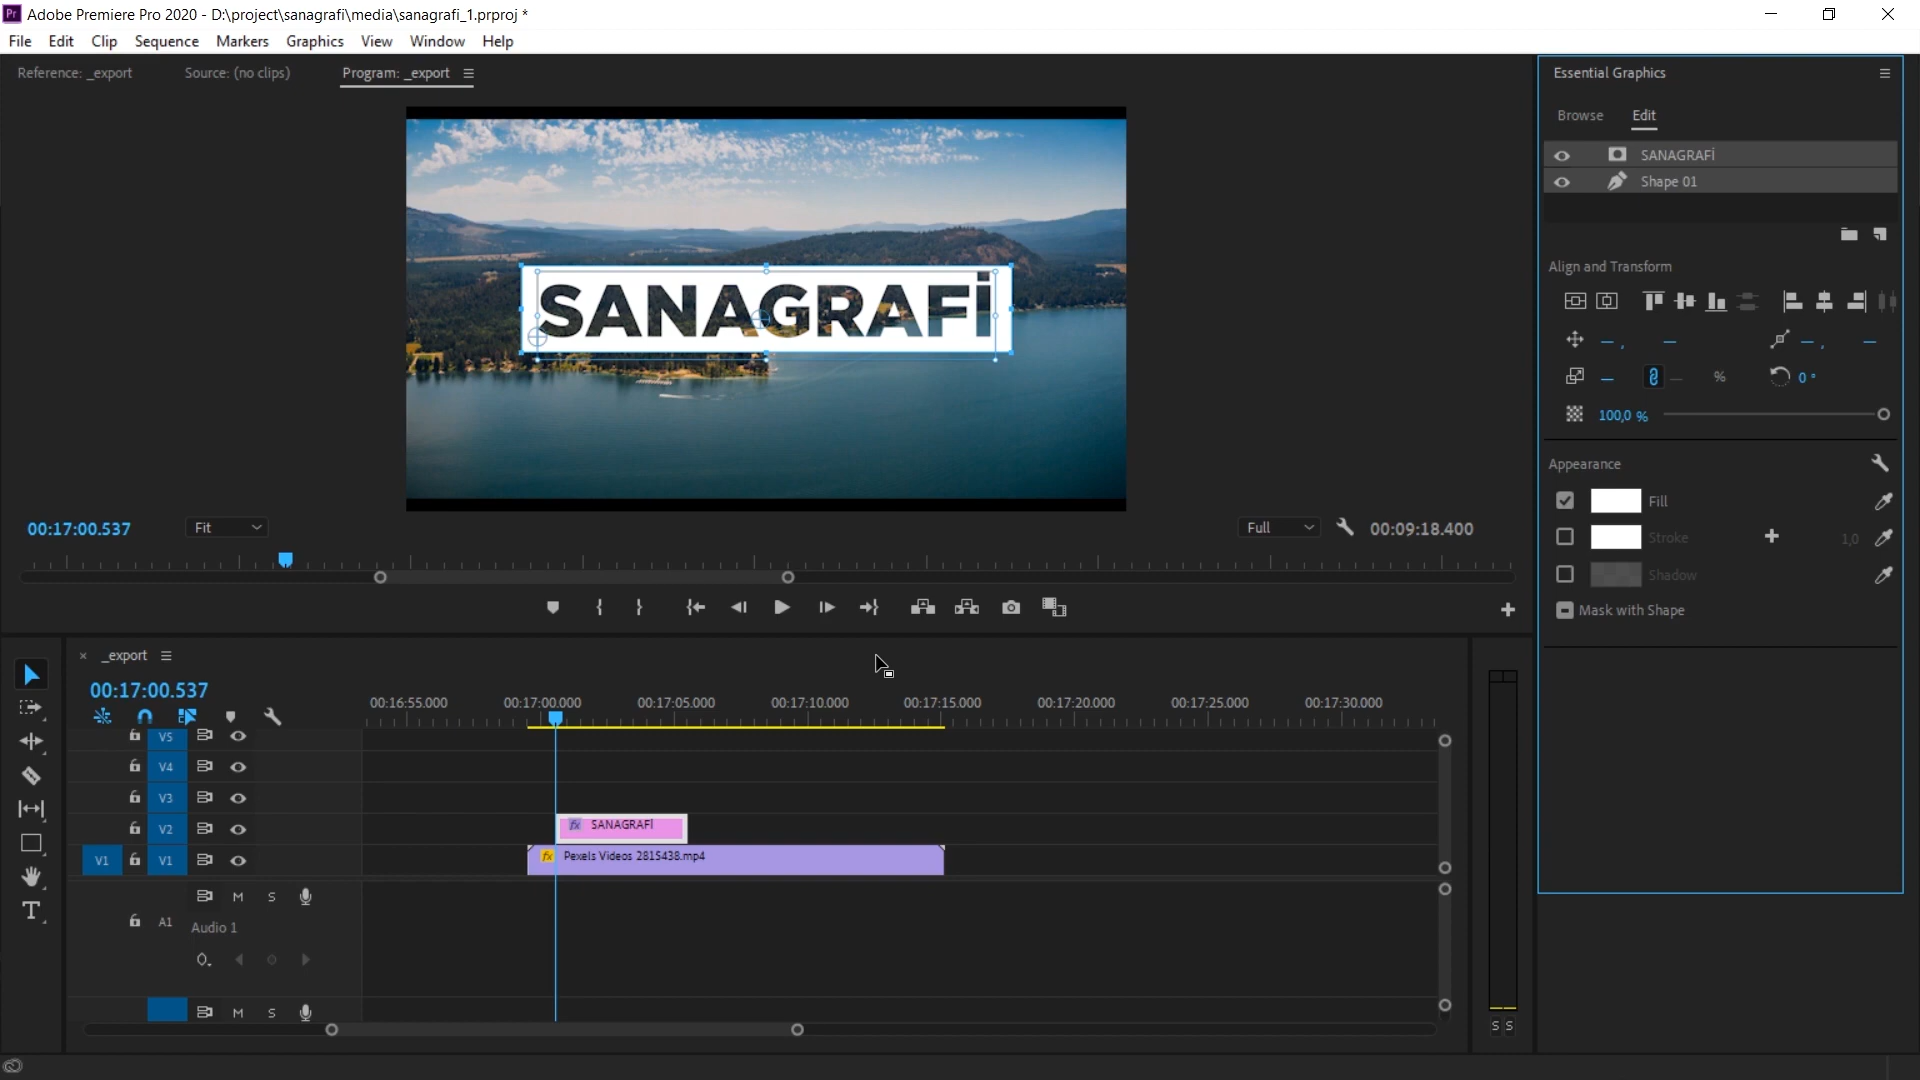 Adobe Premiere Pro 2020 - D:\project\sanagrafi\media\sanagrafi_1.prproj *
File Edit Clip Sequence Markers Graphics View Window Help
Reference: _export Source: (no clips) Program: _export
SANAGRAFİ
00:17:00.537 Fit Full 00:09:18.400
Essential Graphics
Browse Edit
SANAGRAFİ
Shape 01
Align and Transform
%
0 °
100,0 %
Appearance
Fill
Stroke 1,0
Shadow
Mask with Shape
× _export
00:17:00.537
00:16:55.000 00:17:00.000 00:17:05.000 00:17:10.000 00:17:15.000 00:17:20.000 00:17:25.000 00:17:30.000
V5
V4
V3
V2 fx SANAGRAFİ
V1 V1 fx Pexels Videos 2815438.mp4
M S
A1 Audio 1
M S
S S